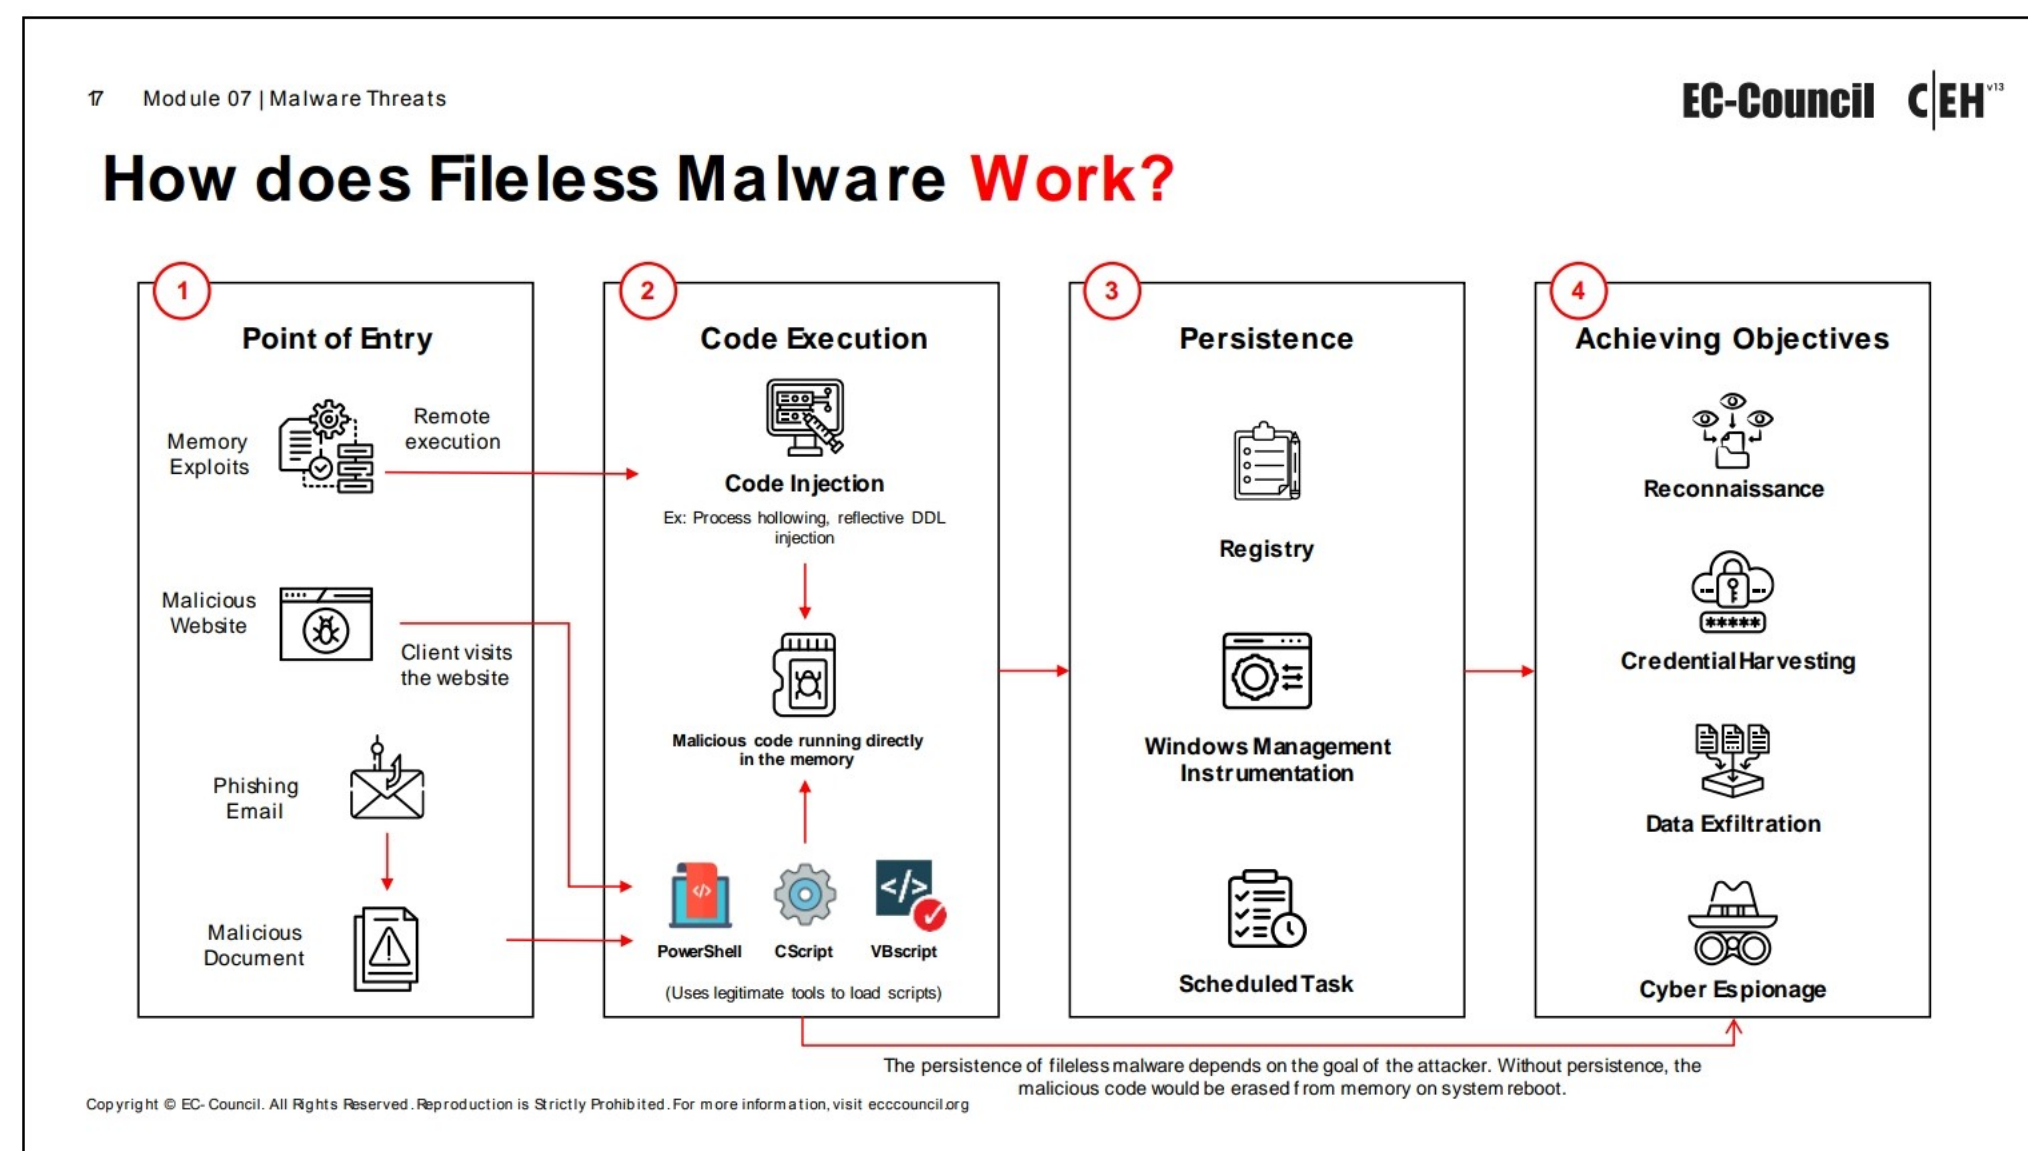 17 Module 07 | Malware Threats
EC-Council C|EH v13
How does Fileless Malware Work?
1
Point of Entry
Memory
Exploits
Remote
execution
Malicious
Website
Client visits
the website
Phishing
Email
Malicious
Document
2
Code Execution
Code Injection
Ex: Process hollowing, reflective DDL
injection
Malicious code running directly
in the memory
PowerShell CScript VBscript
(Uses legitimate tools to load scripts)
3
Persistence
Registry
Windows Management
Instrumentation
Scheduled Task
4
Achieving Objectives
Reconnaissance
Credential Harvesting
Data Exfiltration
Cyber Espionage
The persistence of fileless malware depends on the goal of the attacker. Without persistence, the
malicious code would be erased from memory on system reboot.
Copyright © EC-Council. All Rights Reserved. Reproduction is Strictly Prohibited. For more information, visit ecccouncil.org